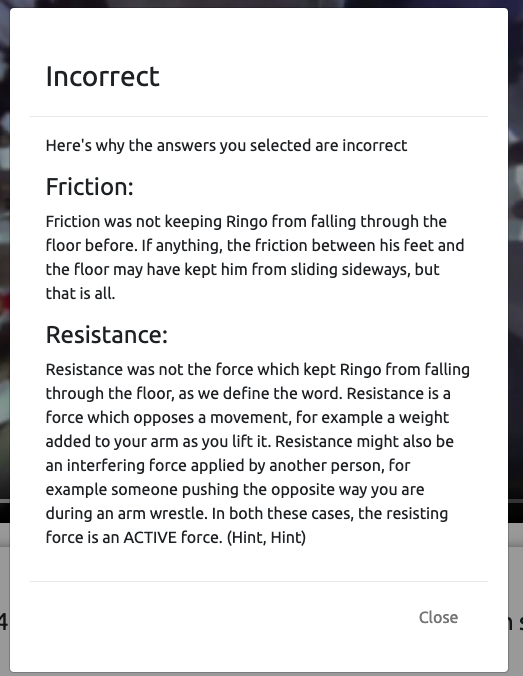 Incorrect
Here's why the answers you selected are incorrect
Friction:
Friction was not keeping Ringo from falling through the
floor before. If anything, the friction between his feet and
the floor may have kept him from sliding sideways, but
that is all.
Resistance:
Resistance was not the force which kept Ringo from falling
through the floor, as we define the word. Resistance is a
force which opposes a movement, for example a weight
added to your arm as you lift it. Resistance might also be
an interfering force applied by another person, for
example someone pushing the opposite way you are
during an arm wrestle. In both these cases, the resisting
force is an ACTIVE force. (Hint, Hint)
Close